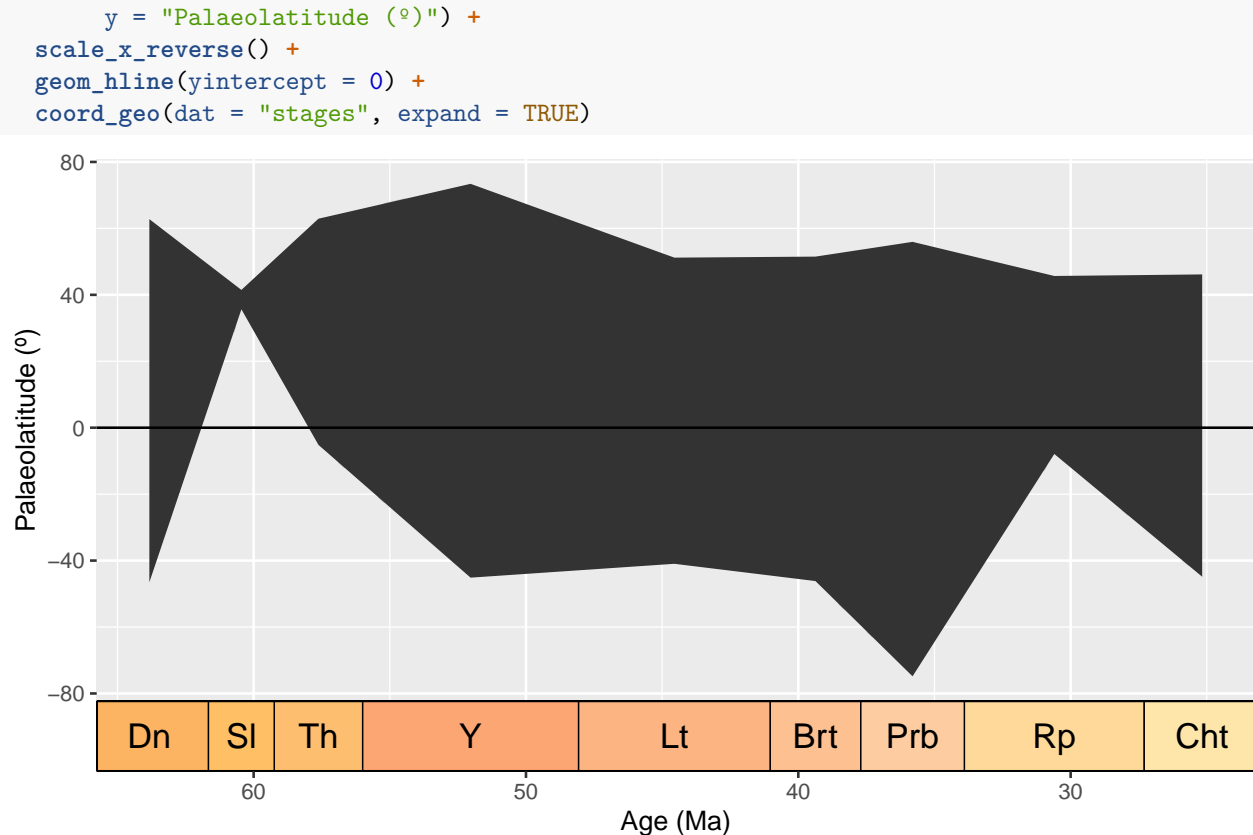 y = "Palaeolatitude (º)") +
scale_x_reverse() +
geom_hline(yintercept = 0) +
coord_geo(dat = "stages", expand = TRUE)
80
40
0
−40
−80
Palaeolatitude (º)
Dn Sl Th Y Lt Brt Prb Rp Cht
60 50 40 30
Age (Ma)